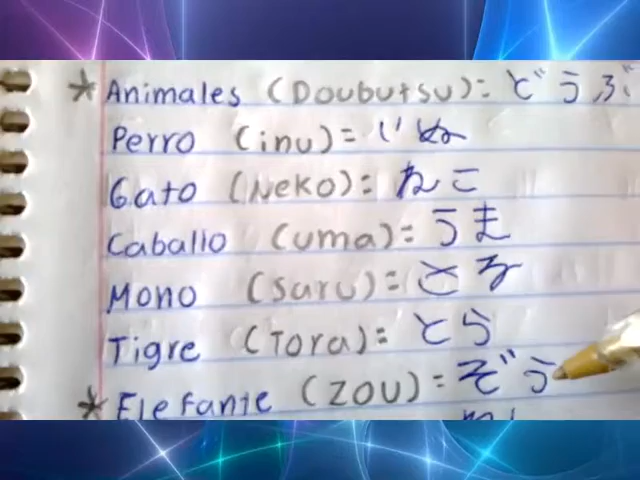 * Animales (Doubutsu): どうぶ
Perro (inu) = いぬ
Gato (Neko): ねこ
Caballo (uma): うま
Mono (Saru) = さる
Tigre (Tora): とら
* Elefante (ZOU) = ぞう